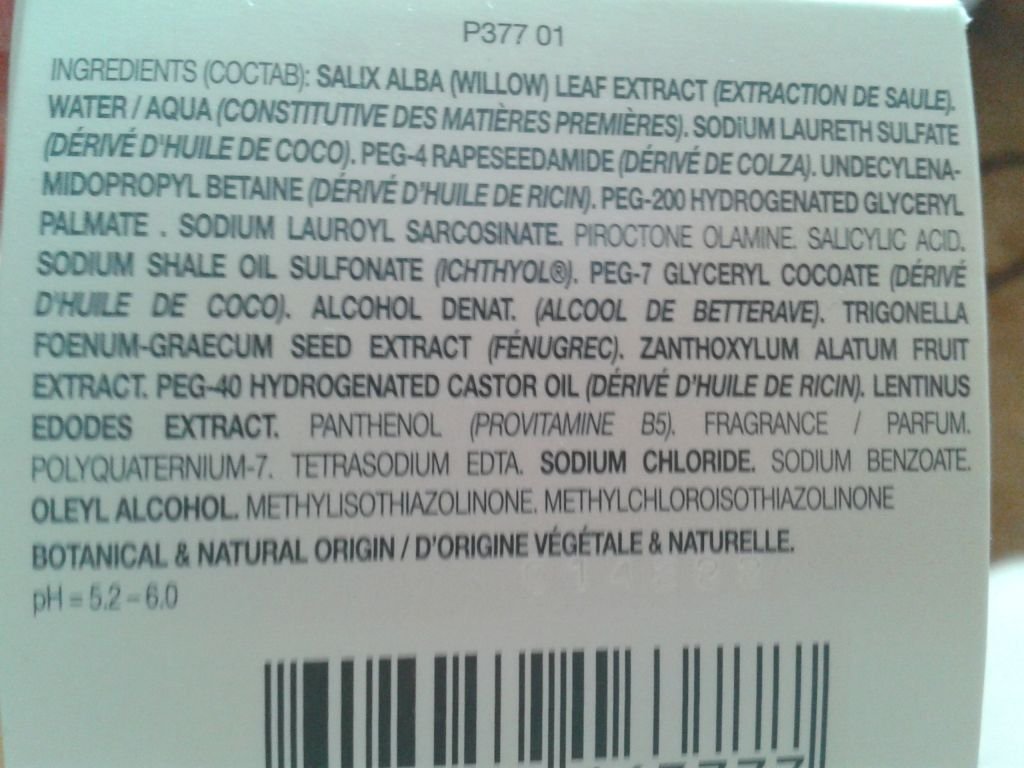 P377 01
INGREDIENTS (COCTAB): SALIX ALBA (WILLOW) LEAF EXTRACT (EXTRACTION DE SAULE).
WATER / AQUA (CONSTITUTIVE DES MATIÈRES PREMIÈRES). SODIUM LAURETH SULFATE
(DÉRIVÉ D'HUILE DE COCO). PEG-4 RAPESEEDAMIDE (DÉRIVÉ DE COLZA). UNDECYLENA-
MIDOPROPYL BETAINE (DÉRIVÉ D'HUILE DE RICIN). PEG-200 HYDROGENATED GLYCERYL
PALMATE . SODIUM LAUROYL SARCOSINATE. PIROCTONE OLAMINE. SALICYLIC ACID.
SODIUM SHALE OIL SULFONATE (ICHTHYOL®). PEG-7 GLYCERYL COCOATE (DÉRIVÉ
D'HUILE DE COCO). ALCOHOL DENAT. (ALCOOL DE BETTERAVE). TRIGONELLA
FOENUM-GRAECUM SEED EXTRACT (FÉNUGREC). ZANTHOXYLUM ALATUM FRUIT
EXTRACT. PEG-40 HYDROGENATED CASTOR OIL (DÉRIVÉ D'HUILE DE RICIN). LENTINUS
EDODES EXTRACT. PANTHENOL (PROVITAMINE B5). FRAGRANCE / PARFUM.
POLYQUATERNIUM-7. TETRASODIUM EDTA. SODIUM CHLORIDE. SODIUM BENZOATE.
OLEYL ALCOHOL. METHYLISOTHIAZOLINONE. METHYLCHLOROISOTHIAZOLINONE
BOTANICAL & NATURAL ORIGIN / D'ORIGINE VÉGÉTALE & NATURELLE.
pH = 5.2 – 6.0